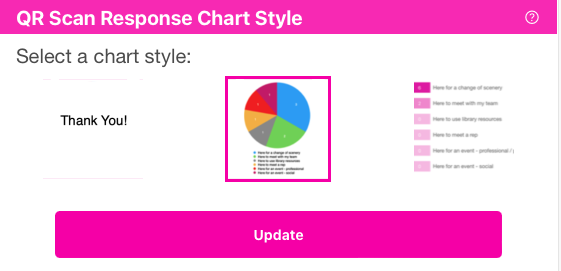 QR Scan Response Chart Style
Select a chart style:
Thank You!
Here for a change of scenery
Here to meet with my team
Here to use library resources
Here to meet a rep
Here for an event - professional
Here for an event - social
Here for a change of scenery
Here to meet with my team
Here to use library resources
Here to meet a rep
Here for an event - professional /
Here for an event - social
Update